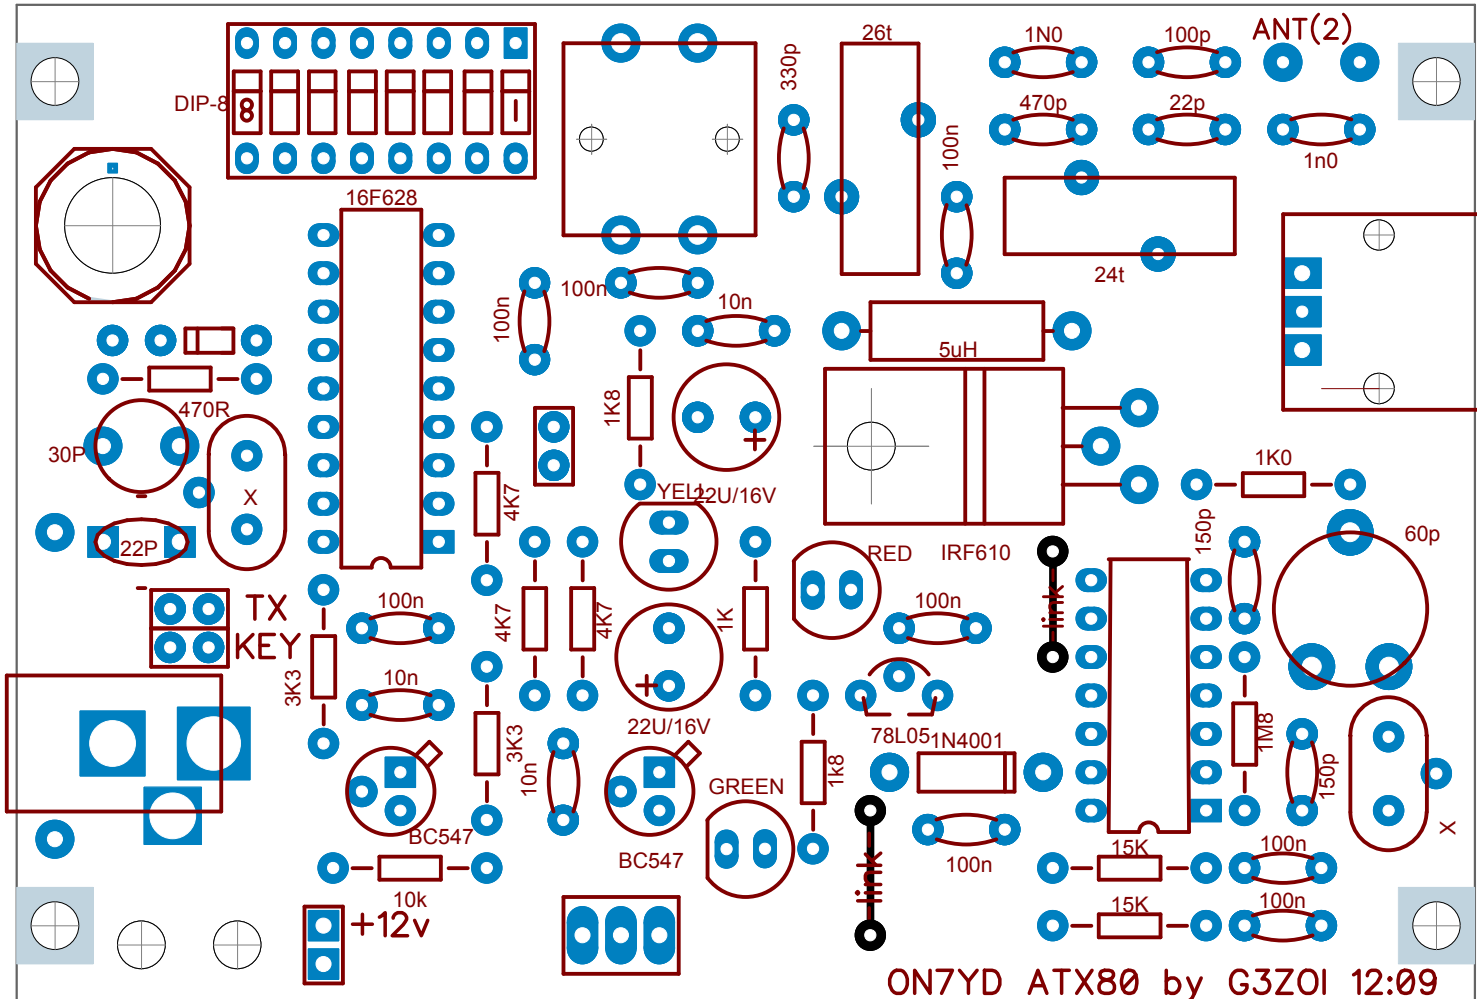 26t
1N0
100p
ANT(2)
DIP-8
8
1
330p
470p
22p
100n
1n0
16F628
24t
100n
100n
10n
5uH
1K8
470R
30P
X
4K7
YELL
22U/16V
1K0
150p
60p
22P
RED
IRF610
TX
KEY
100n
4K7
4K7
1K
100n
link
3K3
10n
22U/16V
3K3
10n
78L05
1N4001
1k8
1M8
150p
GREEN
BC547
BC547
link
100n
15K
100n
X
10k
15K
100n
+12v
ON7YD ATX80 by G3ZOI 12:09